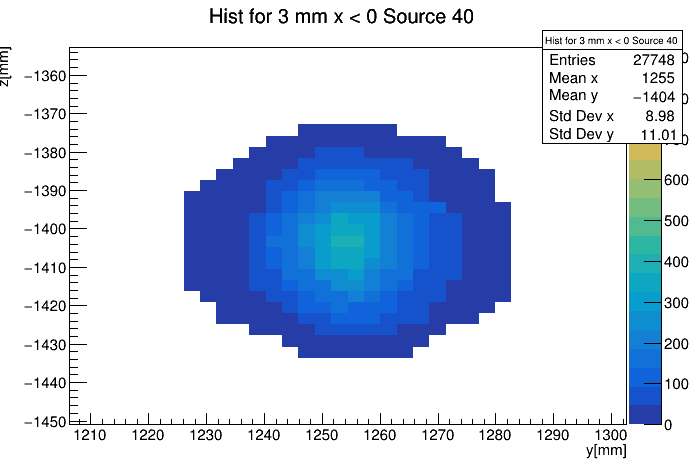 Hist for 3 mm x < 0 Source 40
z[mm]
Hist for 3 mm x < 0 Source 40
Entries 27748
Mean x 1255
Mean y −1404
Std Dev x 8.98
Std Dev y 11.01
−1360
−1370
−1380
−1390
−1400
−1410
−1420
−1430
−1440
−1450
600
500
400
300
200
100
0
1210 1220 1230 1240 1250 1260 1270 1280 1290 1300
y[mm]